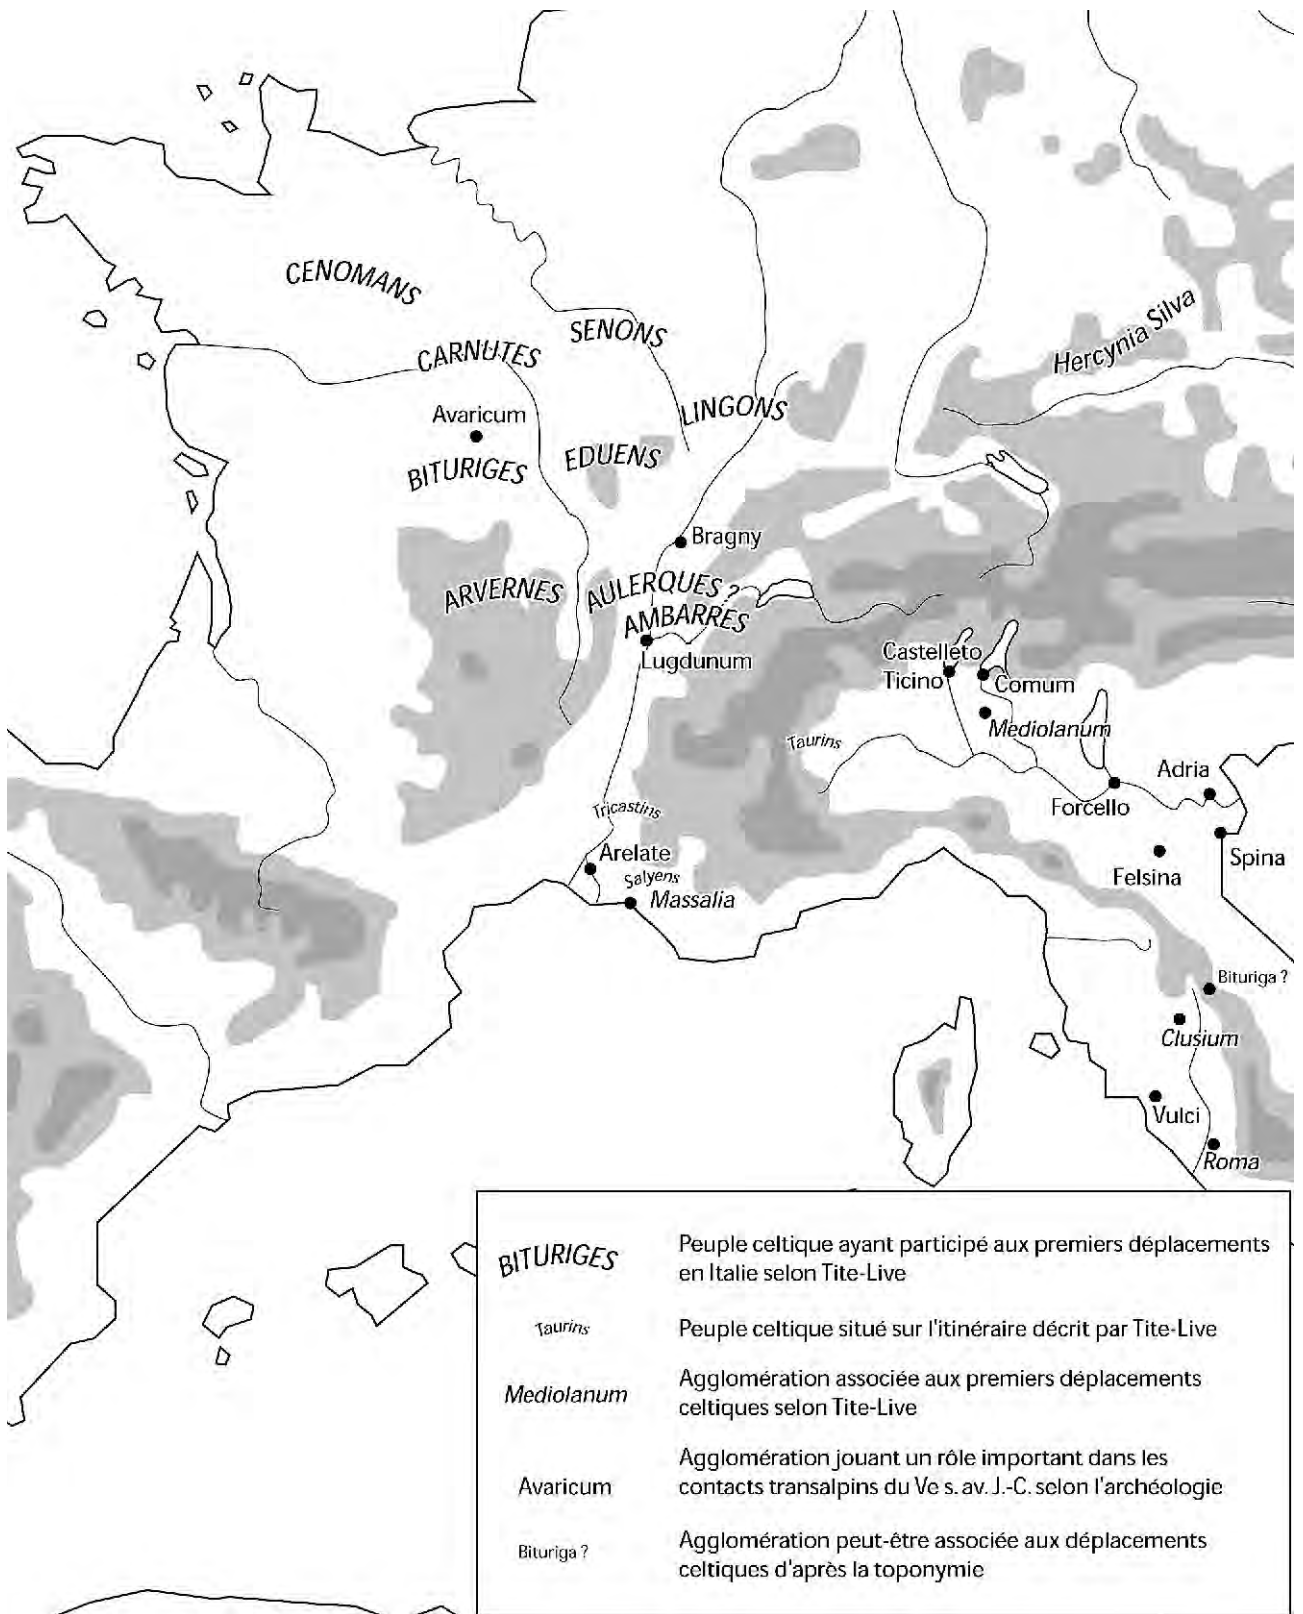 CENOMANS
SENONS
CARNUTES
Hercynia Silva
LINGONS
Avaricum
EDUENS
BITURIGES
Bragny
ARVERNES
AULERQUES ?
AMBARRES
Lugdunum
Castelleto
Ticino
Comum
Mediolanum
Taurins
Adria
Forcello
Tricastins
Arelate
Salyens
Massalia
Felsina
Spina
Bituriga ?
Clusium
Vulci
Roma
BITURIGES
Peuple celtique ayant participé aux premiers déplacements
en Italie selon Tite-Live
Taurins
Peuple celtique situé sur l'itinéraire décrit par Tite-Live
Mediolanum
Agglomération associée aux premiers déplacements
celtiques selon Tite-Live
Avaricum
Agglomération jouant un rôle important dans les
contacts transalpins du Ve s. av. J.-C. selon l'archéologie
Bituriga ?
Agglomération peut-être associée aux déplacements
celtiques d'après la toponymie